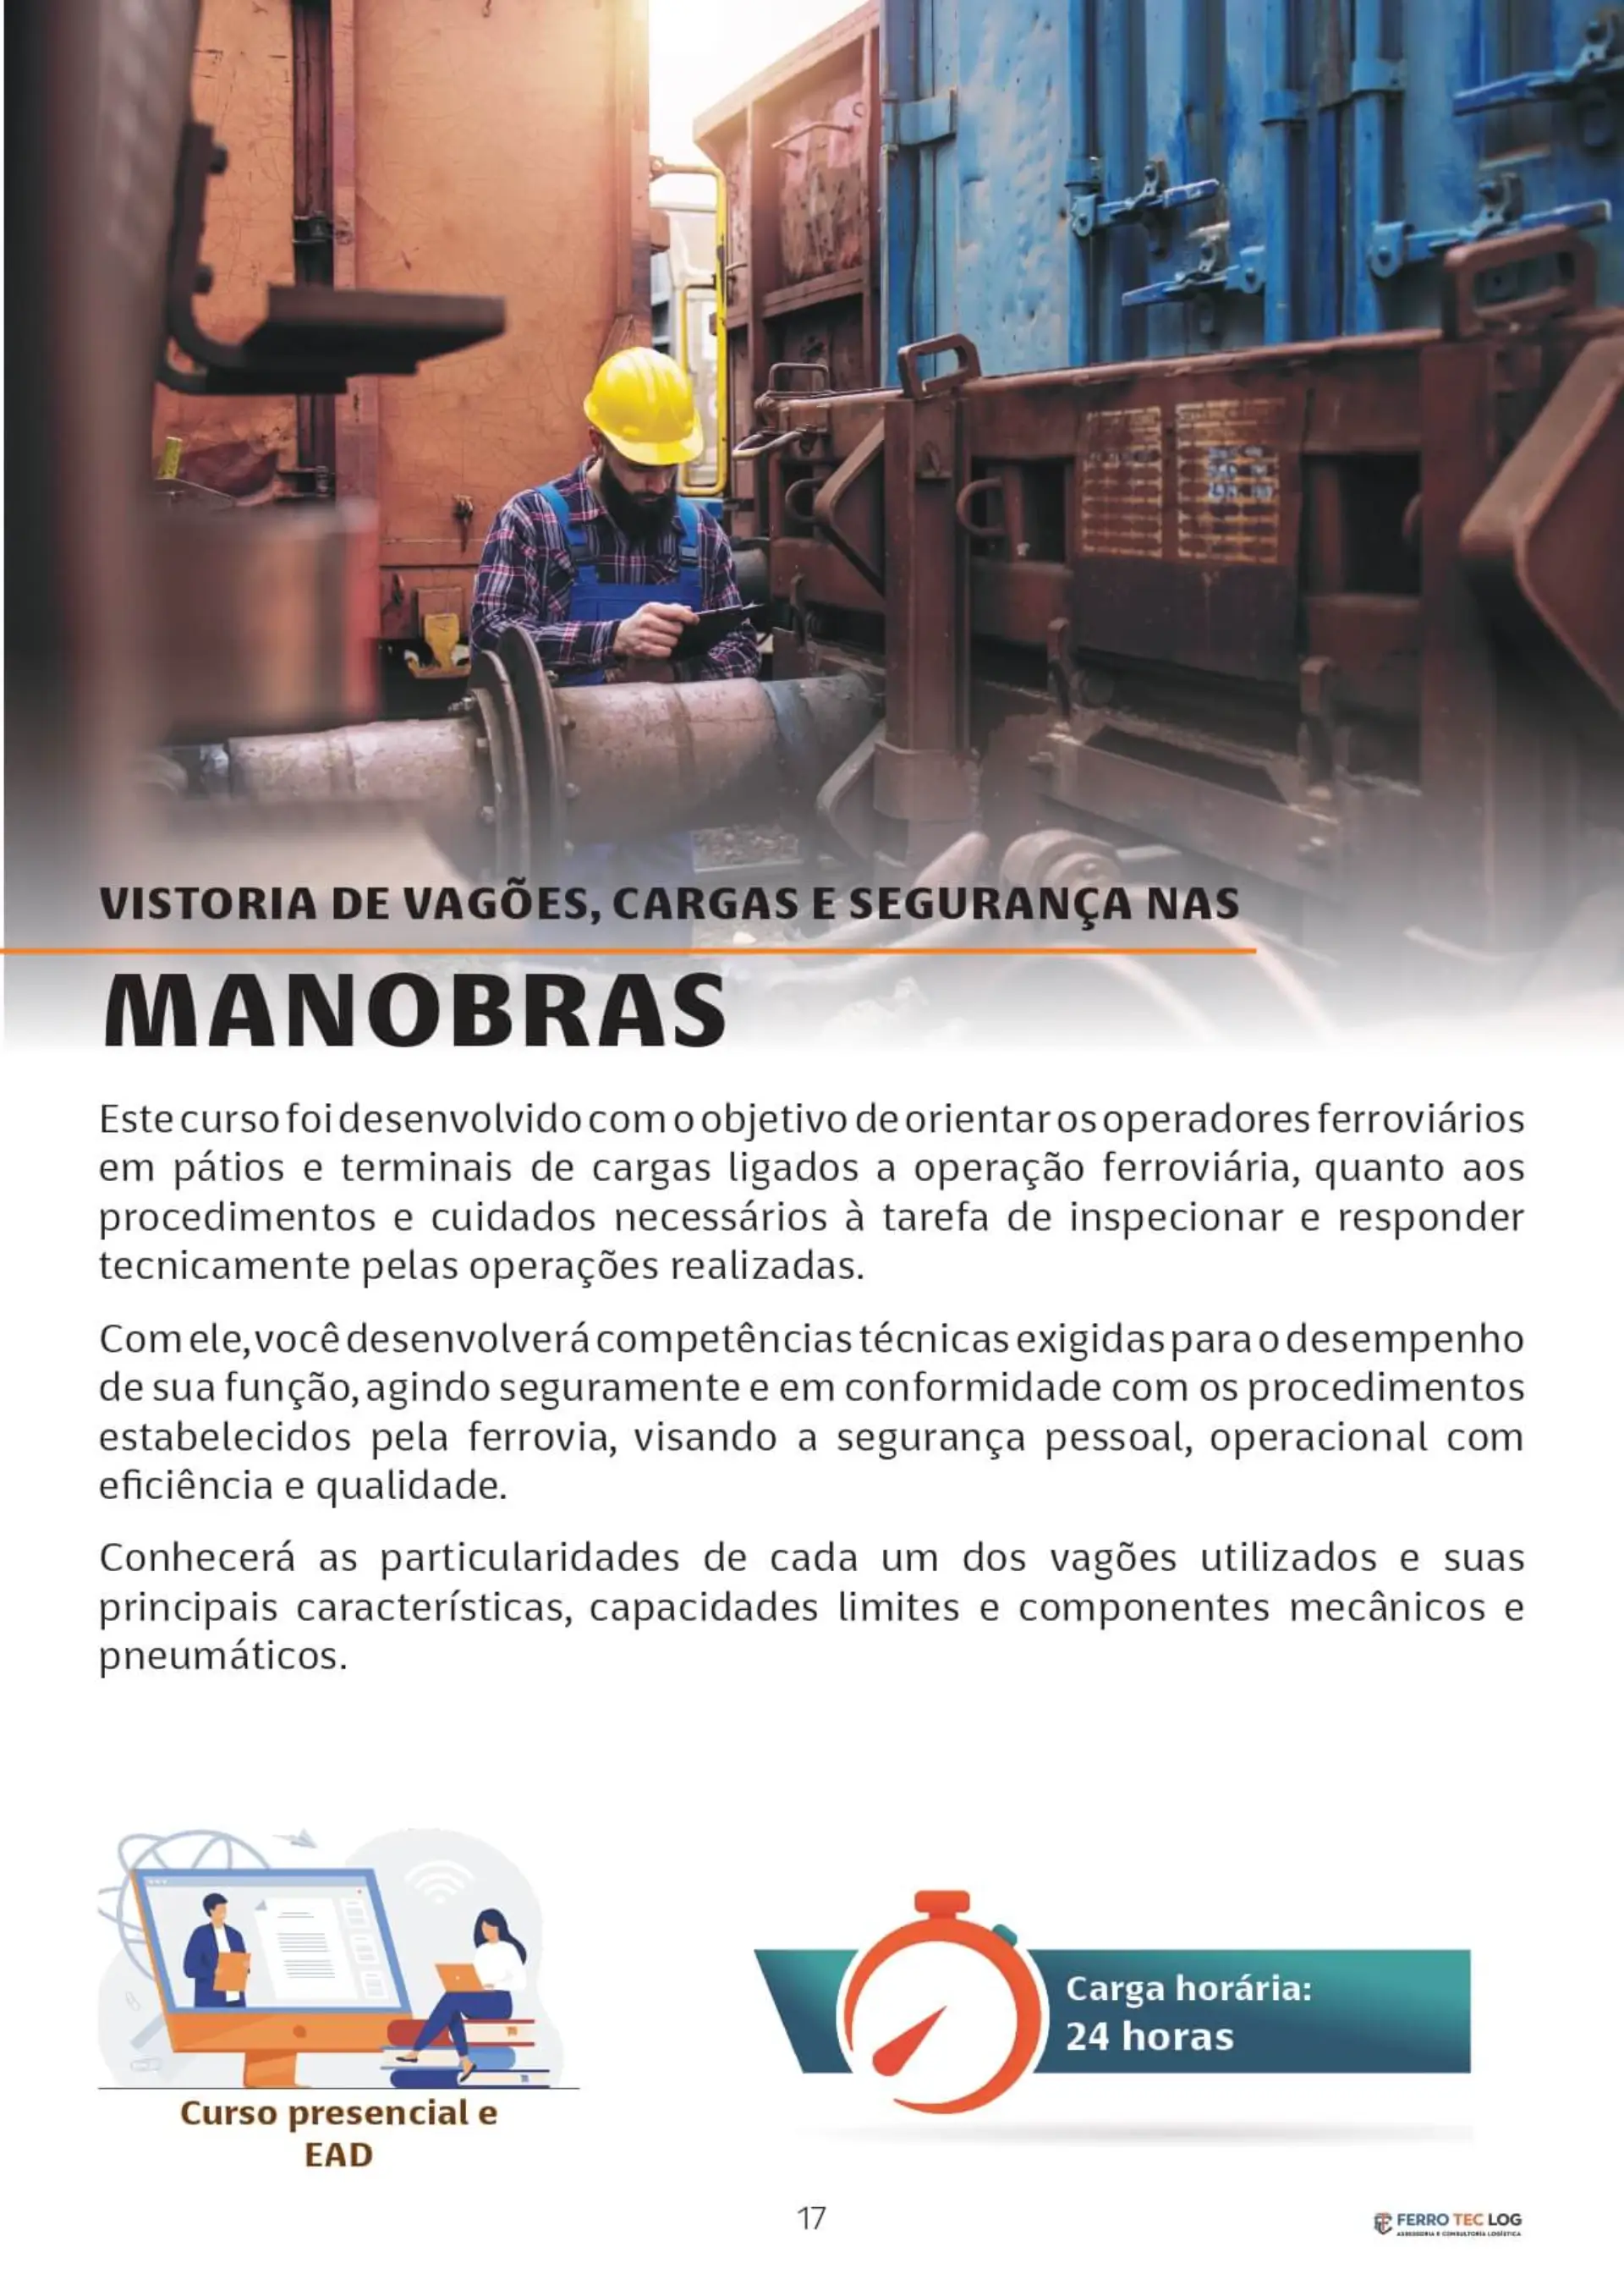 VISTORIA DE VAGÕES, CARGAS E SEGURANÇA NAS
MANOBRAS
Este curso foi desenvolvido com o objetivo de orientar os operadores ferroviários
em pátios e terminais de cargas ligados a operação ferroviária, quanto aos
procedimentos e cuidados necessários à tarefa de inspecionar e responder
tecnicamente pelas operações realizadas.
Com ele, você desenvolverá competências técnicas exigidas para o desempenho
de sua função, agindo seguramente e em conformidade com os procedimentos
estabelecidos pela ferrovia, visando a segurança pessoal, operacional com
eficiência e qualidade.
Conhecerá as particularidades de cada um dos vagões utilizados e suas
principais características, capacidades limites e componentes mecânicos e
pneumáticos.
Carga horária:
24 horas
Curso presencial e
EAD
17
FERRO TEC LOG
ASSESSORIA E CONSULTORIA LOGÍSTICA